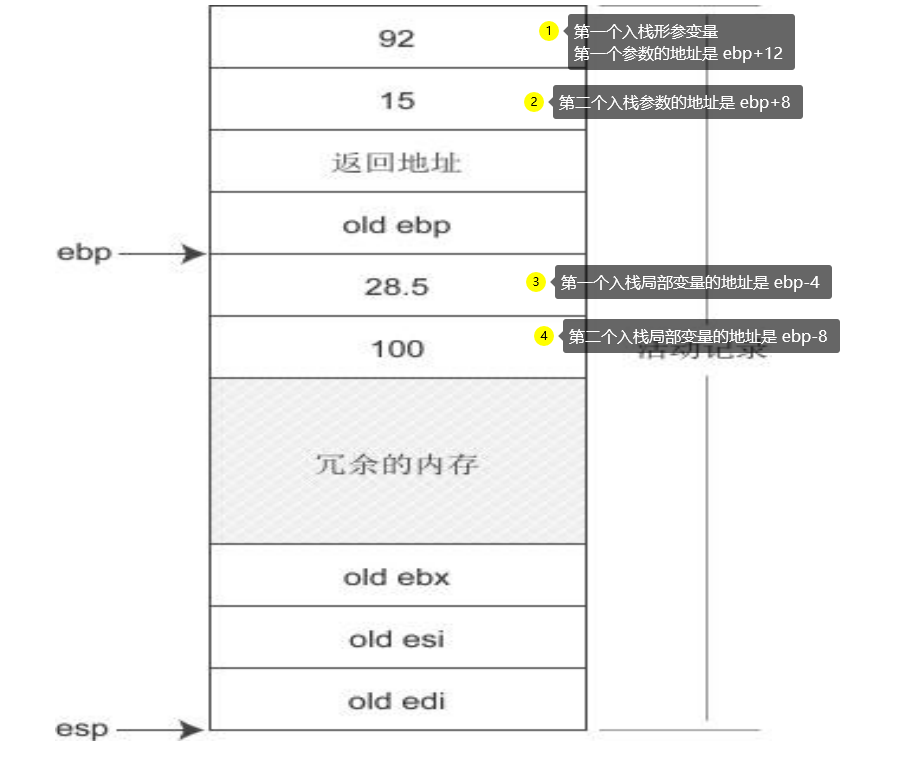 92
1
第一个入栈形参变量
第一个参数的地址是 ebp+12
15
2
第二个入栈参数的地址是 ebp+8
返回地址
old ebp
ebp
28.5
3
第一个入栈局部变量的地址是 ebp-4
100
4
第二个入栈局部变量的地址是 ebp-8
活动记录
冗余的内存
old ebx
old esi
old edi
esp